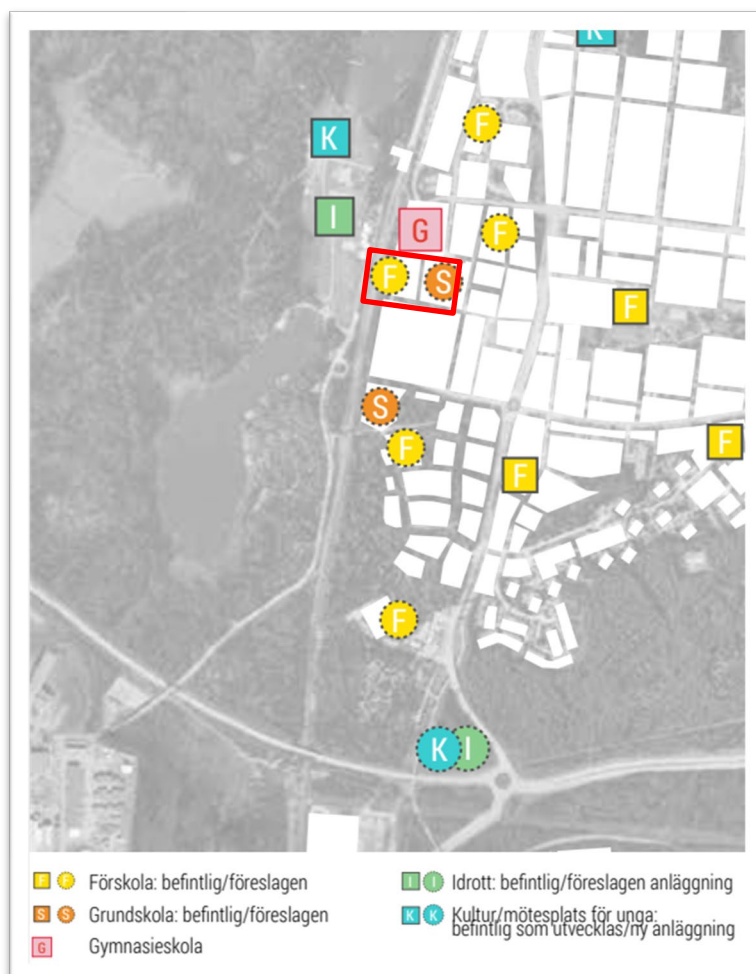 K
F
K
I
G
F
F
S
F
S
F
F
F
F
K I
F F Förskola: befintlig/föreslagen
S S Grundskola: befintlig/föreslagen
G Gymnasieskola
I I Idrott: befintlig/föreslagen anläggning
K K Kultur/mötesplats för unga:
befintlig som utvecklas/ny anläggning